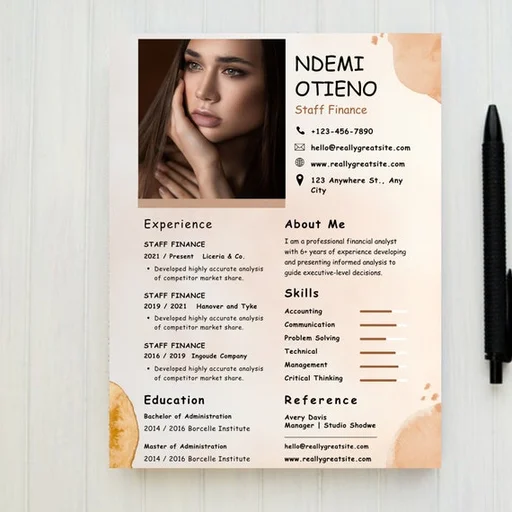 NDEMI
OTIENO
Staff Finance
+123-456-7890
hello@reallygreatsite.com
www.reallygreatsite.com
123 Anywhere St., Any
City
Experience
STAFF FINANCE
2021 / Present Liceria & Co.
• Developed highly accurate analysis
of competitor market share.
STAFF FINANCE
2019 / 2021 Hanover and Tyke
• Developed highly accurate analysis
of competitor market share.
STAFF FINANCE
2016 / 2019 Ingoude Company
• Developed highly accurate analysis
of competitor market share.
Education
Bachelor of Administration
2014 / 2016 Borcelle Institute
Master of Administration
2014 / 2016 Borcelle Institute
About Me
I am a professional financial analyst
with 6+ years of experience developing
and presenting informed analysis to
guide executive-level decisions.
Skills
Accounting
Communication
Problem Solving
Technical
Management
Critical Thinking
Reference
Avery Davis
Manager | Studio Shodwe
hello@reallygreatsite.com
www.reallygreatsite.com